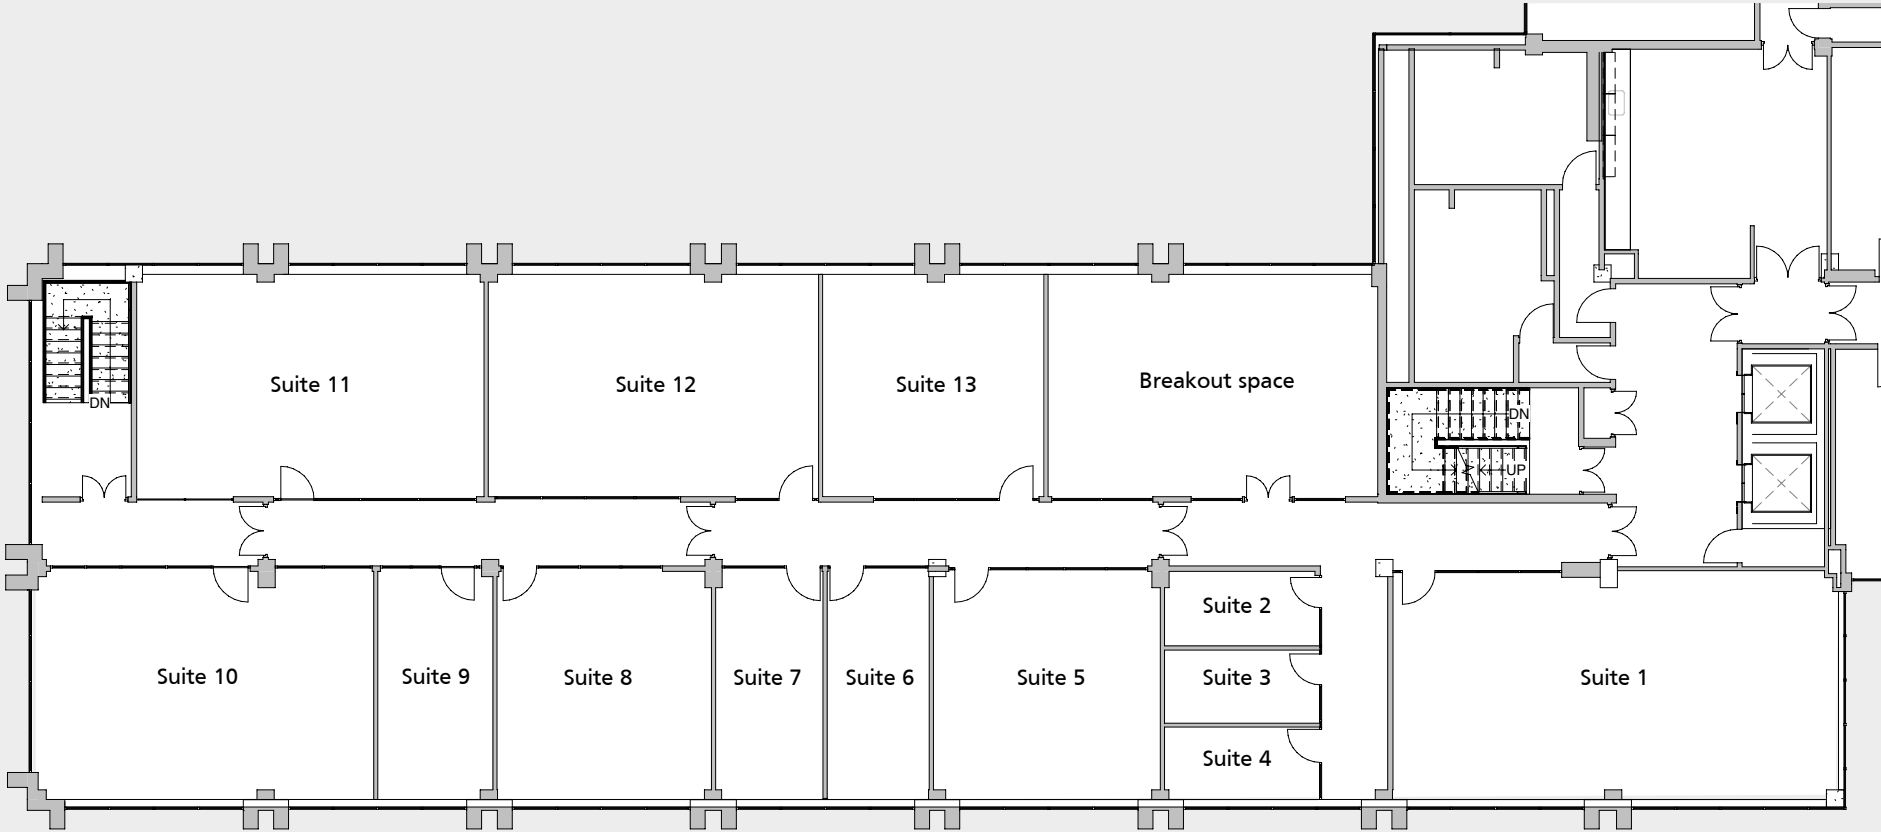 DN
Suite 11
Suite 12
Suite 13
Breakout space
DN
UP
Suite 2
Suite 10
Suite 9
Suite 8
Suite 7
Suite 6
Suite 5
Suite 3
Suite 1
Suite 4